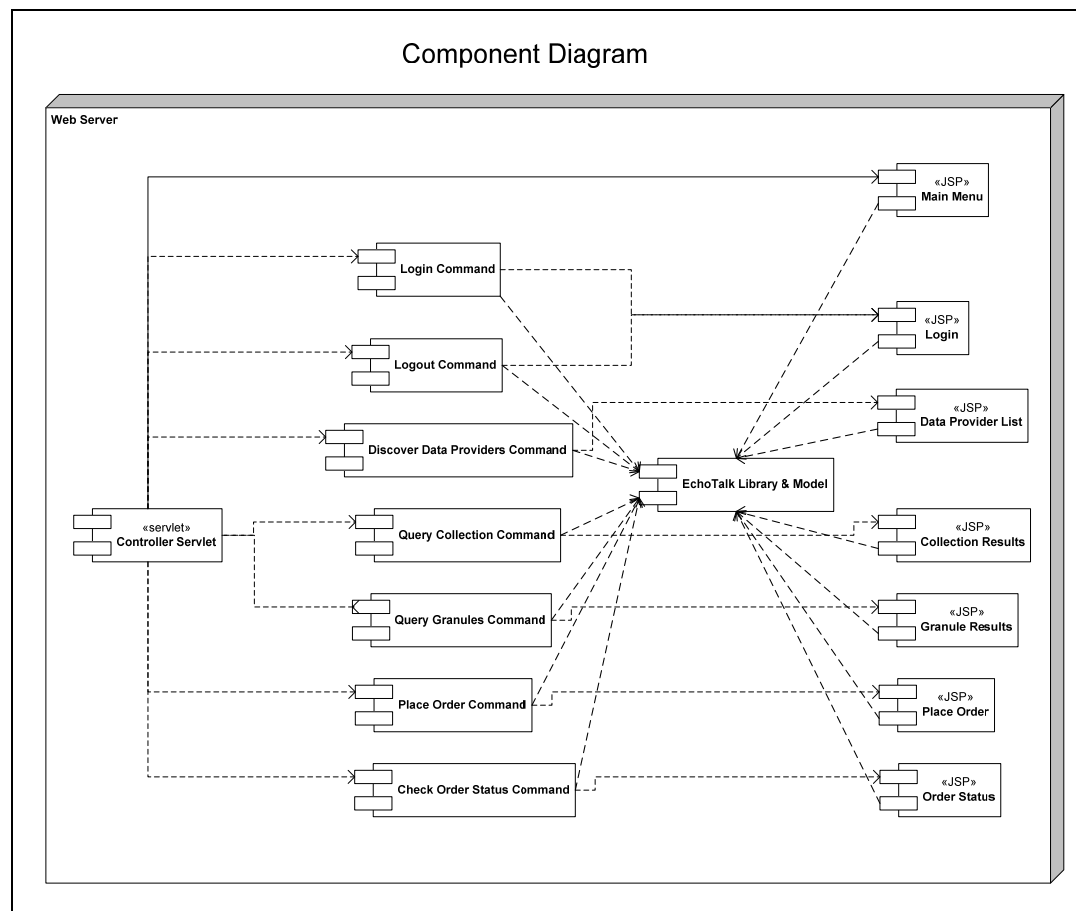 Component Diagram
Web Server
«JSP»
Main Menu
Login Command
«JSP»
Login
Logout Command
«JSP»
Data Provider List
Discover Data Providers Command
EchoTalk Library & Model
«servlet»
Controller Servlet
Query Collection Command
«JSP»
Collection Results
Query Granules Command
«JSP»
Granule Results
Place Order Command
«JSP»
Place Order
Check Order Status Command
«JSP»
Order Status